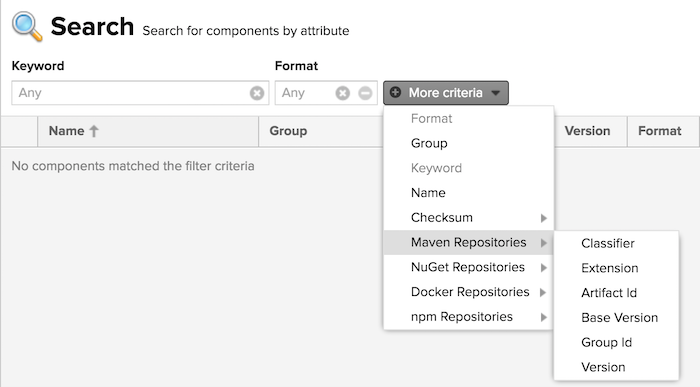 Search Search for components by attribute
Keyword Format
Any Any More criteria
Name Group Version Format
No components matched the filter criteria
Format
Group
Keyword
Name
Checksum
Maven Repositories
NuGet Repositories
Docker Repositories
npm Repositories
Classifier
Extension
Artifact Id
Base Version
Group Id
Version